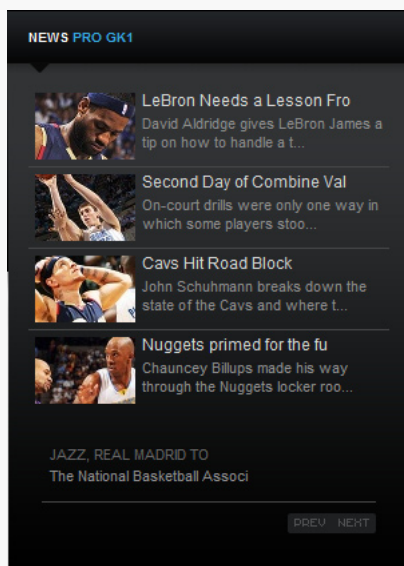 NEWS PRO GK1
LeBron Needs a Lesson Fro
David Aldridge gives LeBron James a
tip on how to handle a t...
Second Day of Combine Val
On-court drills were only one way in
which some players stoo...
Cavs Hit Road Block
John Schuhmann breaks down the
state of the Cavs and where t...
Nuggets primed for the fu
Chauncey Billups made his way
through the Nuggets locker roo...
JAZZ, REAL MADRID TO
The National Basketball Associ
PREV NEXT